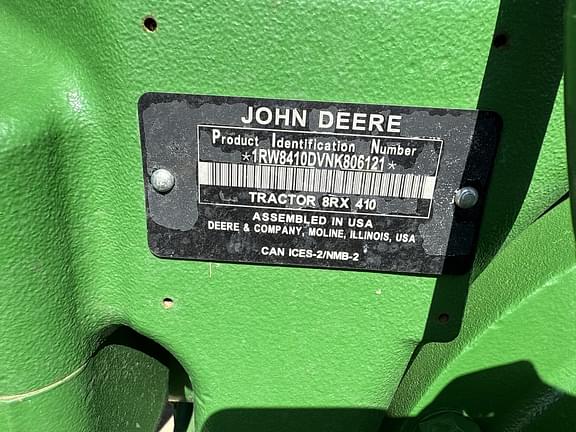 JOHN DEERE
Product Identification Number
*1RW8410DVNK806121*
TRACTOR 8RX 410
ASSEMBLED IN USA
DEERE & COMPANY, MOLINE, ILLINOIS, USA
CAN ICES-2/NMB-2